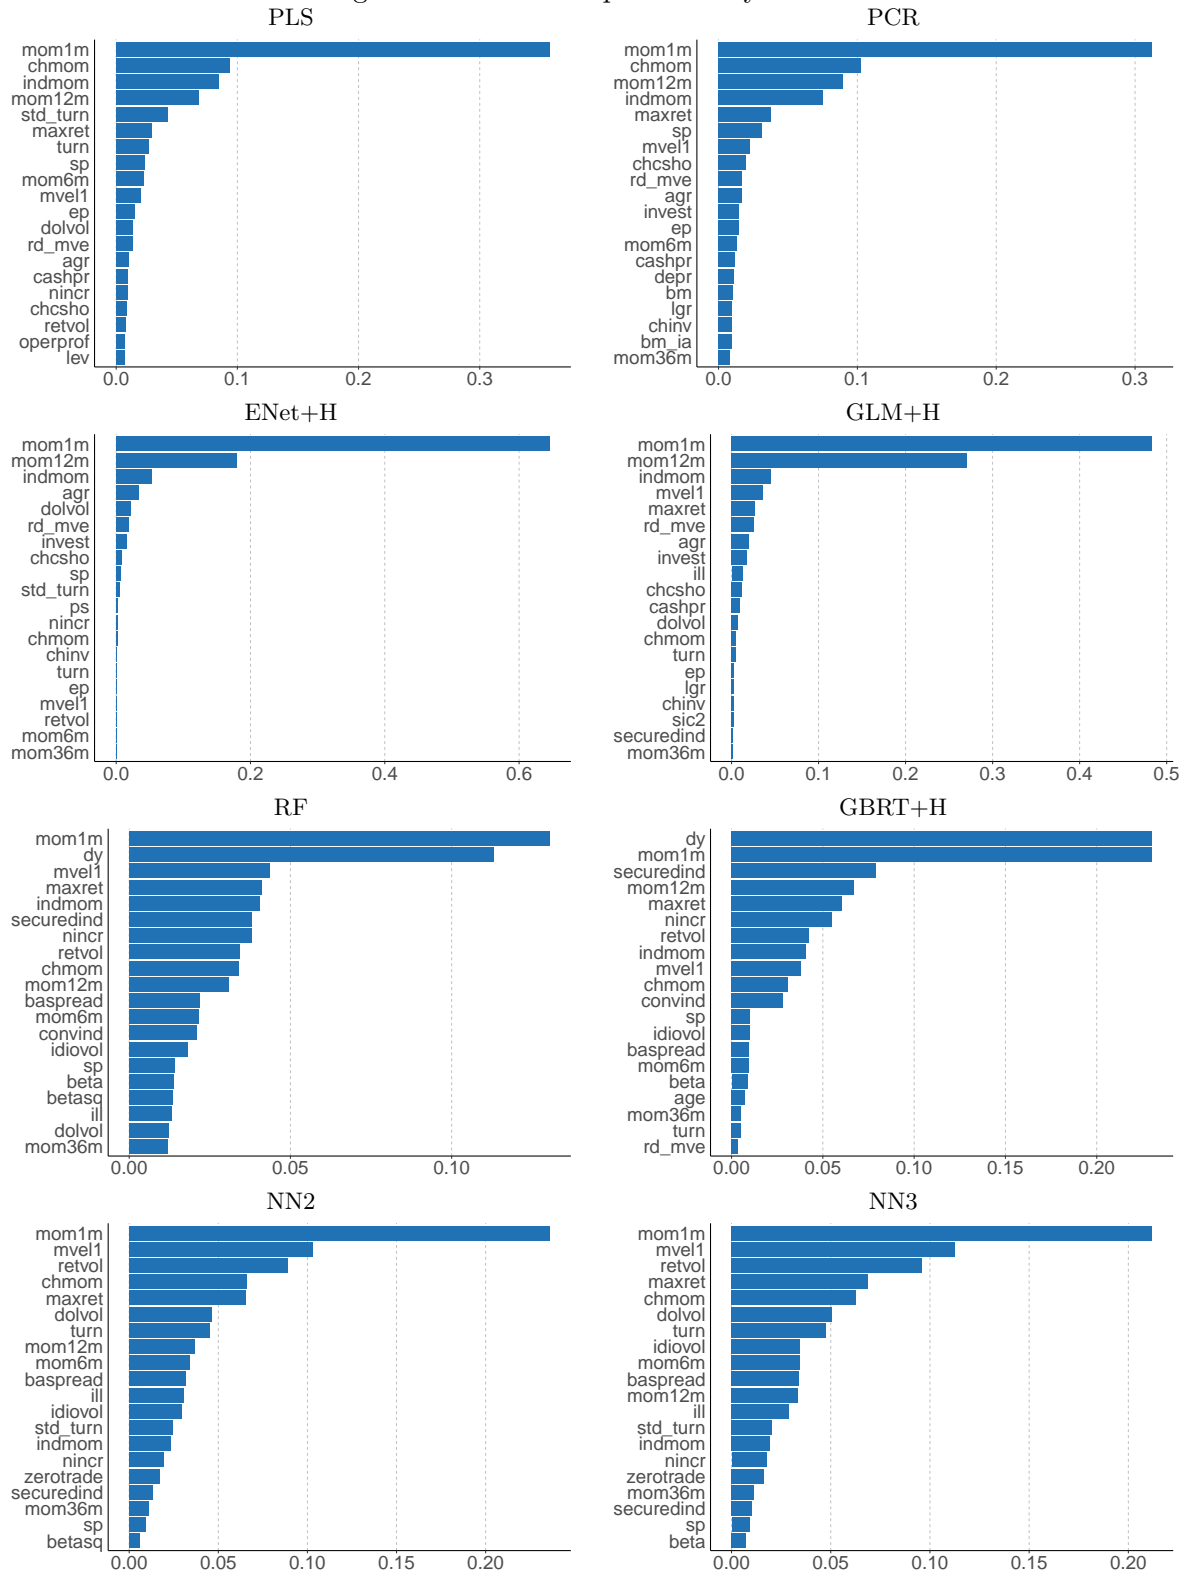 PLS
mom1m
chmom
indmom
mom12m
std_turn
maxret
turn
sp
mom6m
mvel1
ep
dolvol
rd_mve
agr
cashpr
nincr
chcsho
retvol
operprof
lev
0.0 0.1 0.2 0.3
PCR
mom1m
chmom
mom12m
indmom
maxret
sp
mvel1
chcsho
rd_mve
agr
invest
ep
mom6m
cashpr
depr
bm
lgr
chinv
bm_ia
mom36m
0.0 0.1 0.2 0.3
ENet+H
mom1m
mom12m
indmom
agr
dolvol
rd_mve
invest
chcsho
sp
std_turn
ps
nincr
chmom
chinv
turn
ep
mvel1
retvol
mom6m
mom36m
0.0 0.2 0.4 0.6
GLM+H
mom1m
mom12m
indmom
mvel1
maxret
rd_mve
agr
invest
ill
chcsho
cashpr
dolvol
chmom
turn
ep
lgr
chinv
sic2
securedind
mom36m
0.0 0.1 0.2 0.3 0.4 0.5
RF
mom1m
dy
mvel1
maxret
indmom
securedind
nincr
retvol
chmom
mom12m
baspread
mom6m
convind
idiovol
sp
beta
betasq
ill
dolvol
mom36m
0.00 0.05 0.10
GBRT+H
dy
mom1m
securedind
mom12m
maxret
nincr
retvol
indmom
mvel1
chmom
convind
sp
idiovol
baspread
mom6m
beta
age
mom36m
turn
rd_mve
0.00 0.05 0.10 0.15 0.20
NN2
mom1m
mvel1
retvol
chmom
maxret
dolvol
turn
mom12m
mom6m
baspread
ill
idiovol
std_turn
indmom
nincr
zerotrade
securedind
mom36m
sp
betasq
0.00 0.05 0.10 0.15 0.20
NN3
mom1m
mvel1
retvol
maxret
chmom
dolvol
turn
idiovol
mom6m
baspread
mom12m
ill
std_turn
indmom
nincr
zerotrade
mom36m
securedind
sp
beta
0.00 0.05 0.10 0.15 0.20